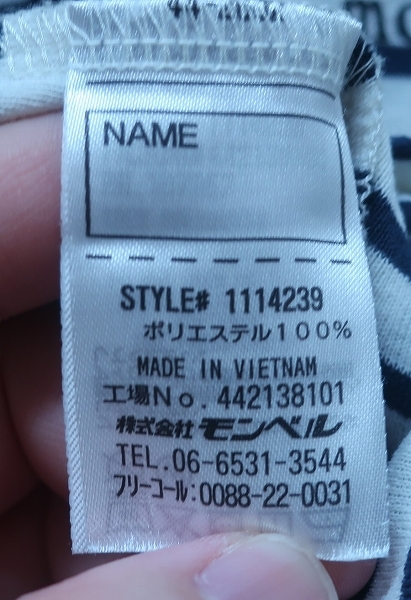 NAME
STYLE# 1114239
ポリエステル100%
MADE IN VIETNAM
工場No. 442138101
株式会社 モンベル
TEL. 06-6531-3544
フリーコール:0088-22-0031